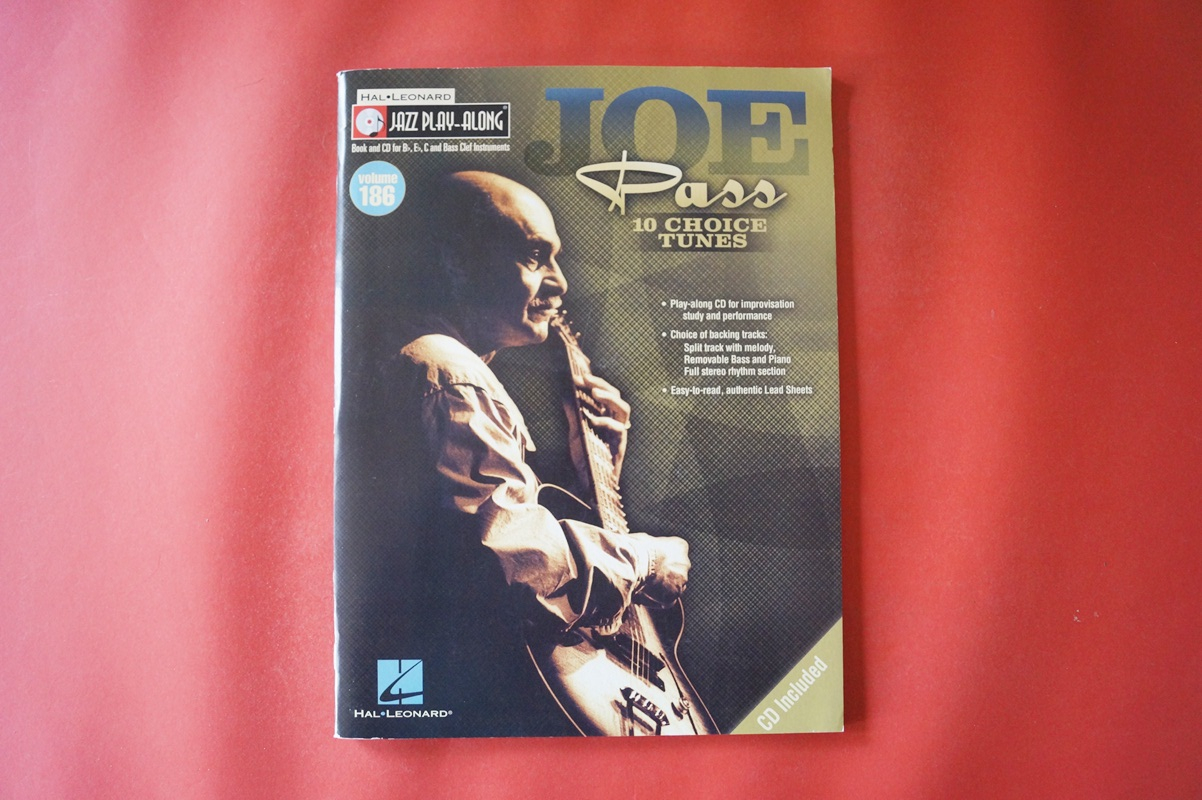 HAL•LEONARD
JAZZ PLAY-ALONG®
Book and CD for B♭, E♭, C and Bass Clef Instruments
volume
186
JOE
Pass
10 CHOICE
TUNES
• Play-along CD for improvisation
study and performance
• Choice of backing tracks:
Split track with melody,
Removable Bass and Piano
Full stereo rhythm section
• Easy-to-read, authentic Lead Sheets
HAL•LEONARD®
CD Included